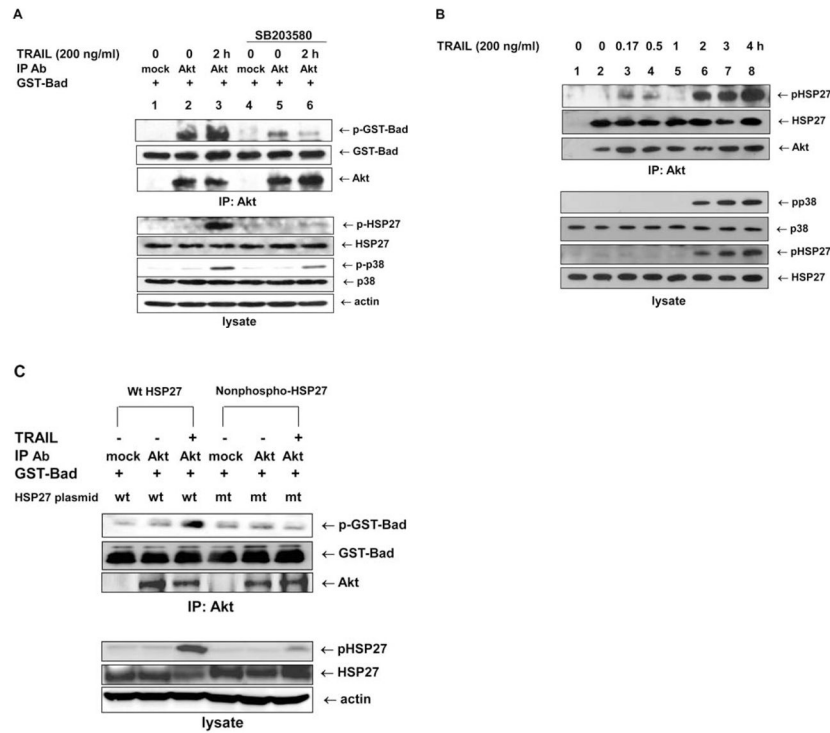 A
SB203580
TRAIL (200 ng/ml) 0 0 2 h 0 0 2 h
IP Ab mock Akt Akt mock Akt Akt
GST-Bad + + + + + +
1 2 3 4 5 6
← p-GST-Bad
← GST-Bad
← Akt
IP: Akt
← p-HSP27
← HSP27
← p-p38
← p38
← actin
lysate
B
TRAIL (200 ng/ml) 0 0 0.17 0.5 1 2 3 4 h
1 2 3 4 5 6 7 8
← pHSP27
← HSP27
← Akt
IP: Akt
← pp38
← p38
← pHSP27
← HSP27
lysate
C
Wt HSP27 Nonphospho-HSP27
TRAIL - - + - - +
IP Ab mock Akt Akt mock Akt Akt
GST-Bad + + + + + +
HSP27 plasmid wt wt wt mt mt mt
← p-GST-Bad
← GST-Bad
← Akt
IP: Akt
← pHSP27
← HSP27
← actin
lysate